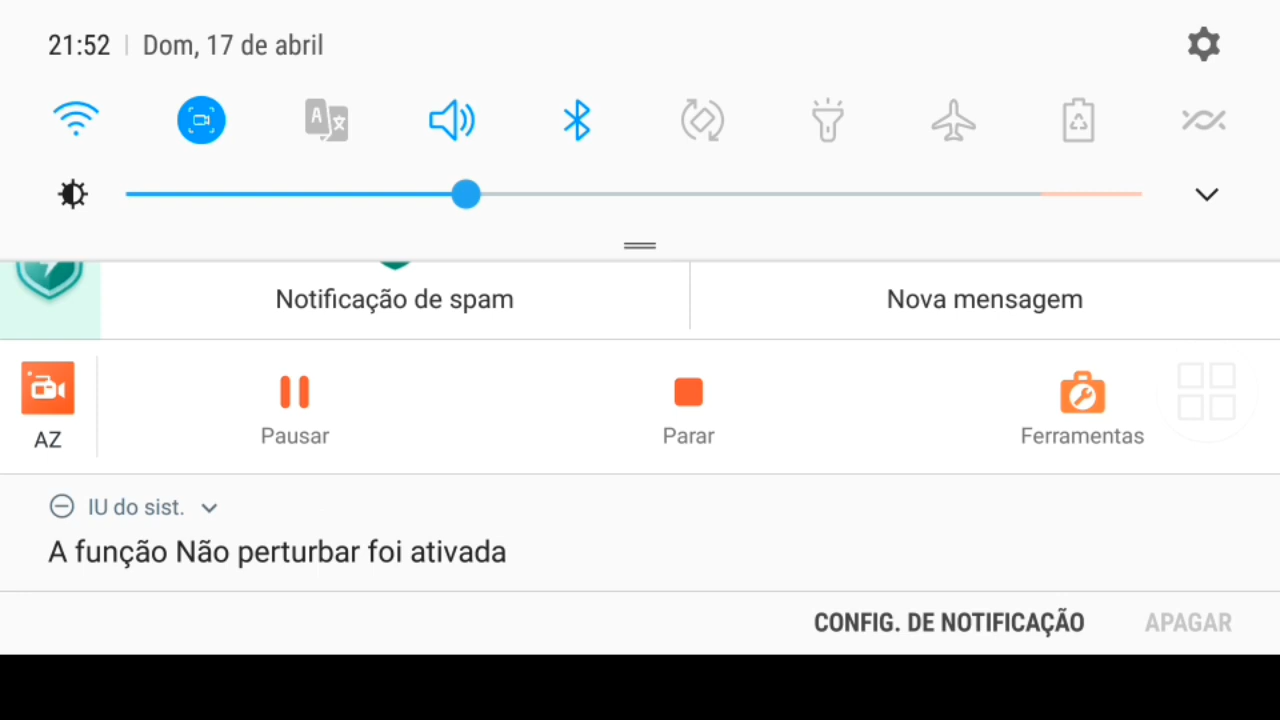 21:52 | Dom, 17 de abril
A
Notificação de spam
Nova mensagem
AZ
Pausar
Parar
Ferramentas
IU do sist.
A função Não perturbar foi ativada
CONFIG. DE NOTIFICAÇÃO
APAGAR